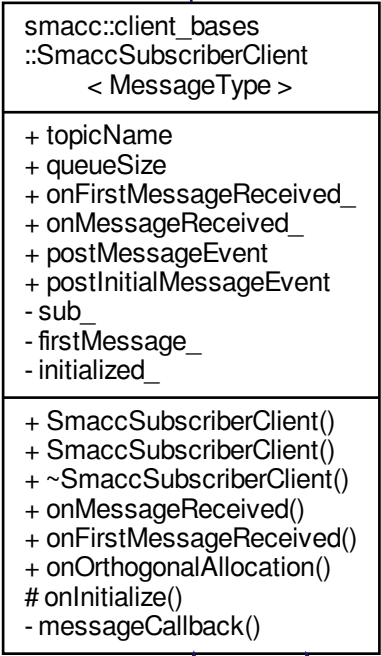 smacc::client_bases
::SmaccSubscriberClient
< MessageType >
+ topicName
+ queueSize
+ onFirstMessageReceived_
+ onMessageReceived_
+ postMessageEvent
+ postInitialMessageEvent
- sub_
- firstMessage_
- initialized_
+ SmaccSubscriberClient()
+ SmaccSubscriberClient()
+ ~SmaccSubscriberClient()
+ onMessageReceived()
+ onFirstMessageReceived()
+ onOrthogonalAllocation()
# onInitialize()
- messageCallback()